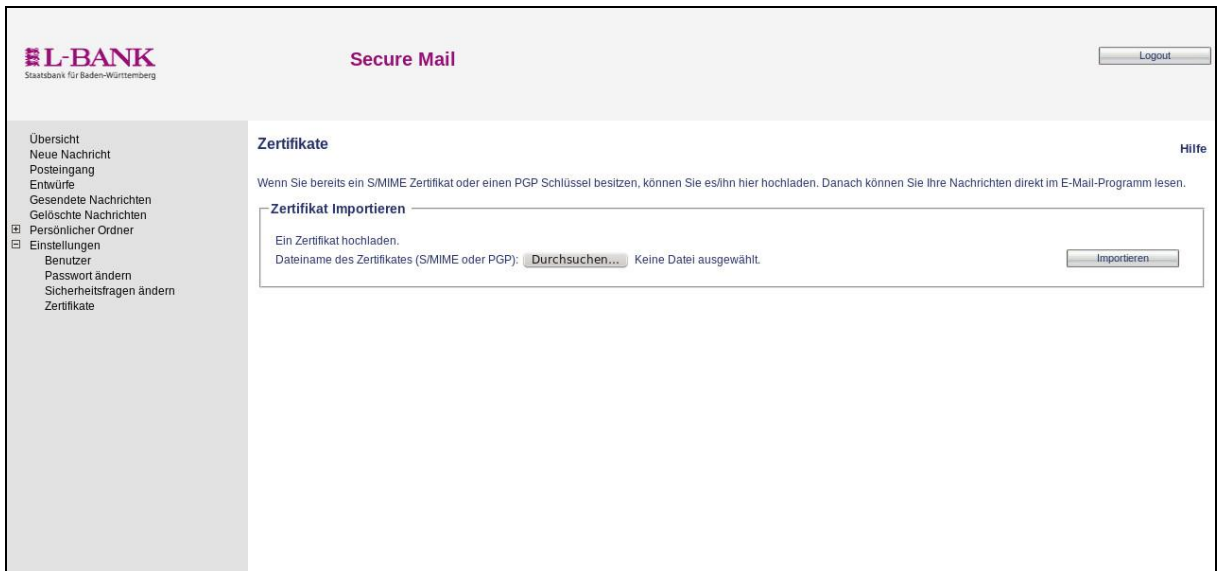 L-BANK
Staatsbank für Baden-Württemberg
Secure Mail
Logout
Übersicht
Neue Nachricht
Posteingang
Entwürfe
Gesendete Nachrichten
Gelöschte Nachrichten
Persönlicher Ordner
Einstellungen
Benutzer
Passwort ändern
Sicherheitsfragen ändern
Zertifikate
Zertifikate
Hilfe
Wenn Sie bereits ein S/MIME Zertifikat oder einen PGP Schlüssel besitzen, können Sie es/ihn hier hochladen. Danach können Sie Ihre Nachrichten direkt im E-Mail-Programm lesen.
Zertifikat Importieren
Ein Zertifikat hochladen.
Dateiname des Zertifikates (S/MIME oder PGP): Durchsuchen... Keine Datei ausgewählt. Importieren